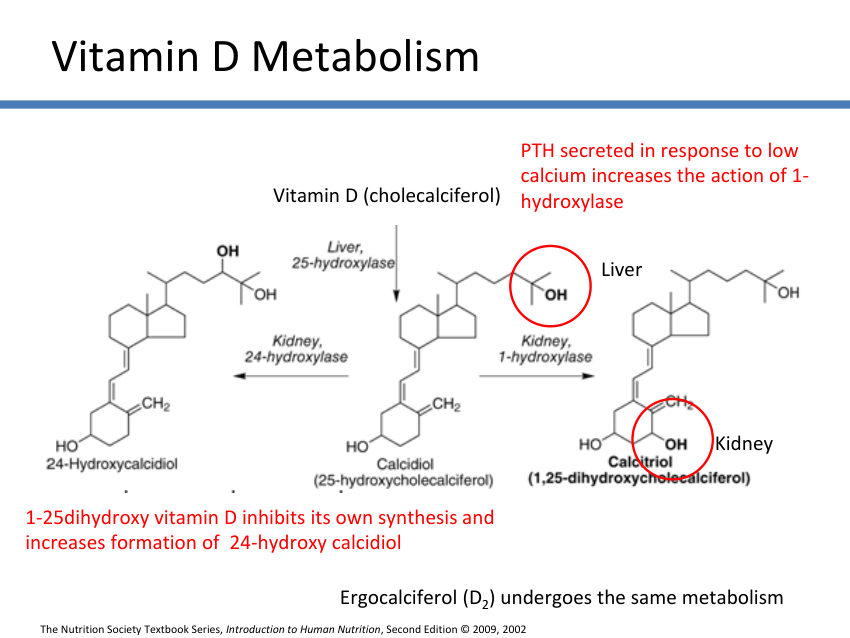 Vitamin D Metabolism
PTH secreted in response to low
calcium increases the action of 1-
hydroxylase
Vitamin D (cholecalciferol)
Liver,
25-hydroxylase
OH
OH
OH
Liver
OH
Kidney,
24-hydroxylase
Kidney,
1-hydroxylase
CH2
CH2
CH2
HO
HO
HO
OH
Kidney
24-Hydroxycalcidiol
Calcidiol
(25-hydroxycholecalciferol)
Calcitriol
(1,25-dihydroxycholecalciferol)
1-25dihydroxy vitamin D inhibits its own synthesis and
increases formation of 24-hydroxy calcidiol
Ergocalciferol (D2) undergoes the same metabolism
The Nutrition Society Textbook Series, Introduction to Human Nutrition, Second Edition © 2009, 2002